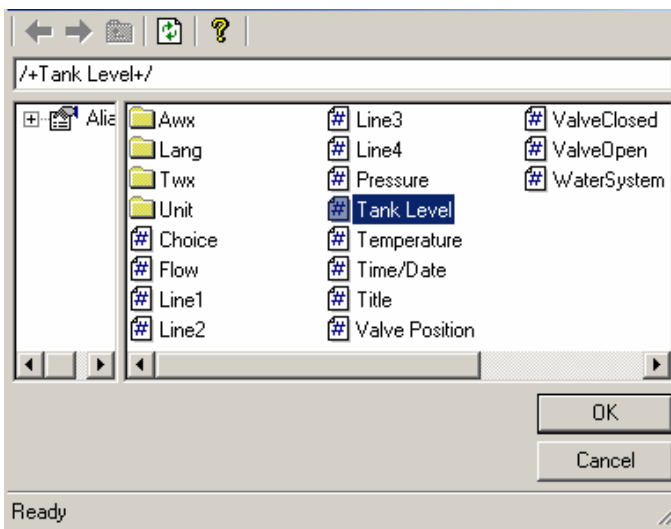 /+Tank Level+/
Alia
Awx
Lang
Twx
Unit
Choice
Flow
Line1
Line2
Line3
Line4
Pressure
Tank Level
Temperature
Time/Date
Title
Valve Position
ValveClosed
ValveOpen
WaterSystem
OK
Cancel
Ready